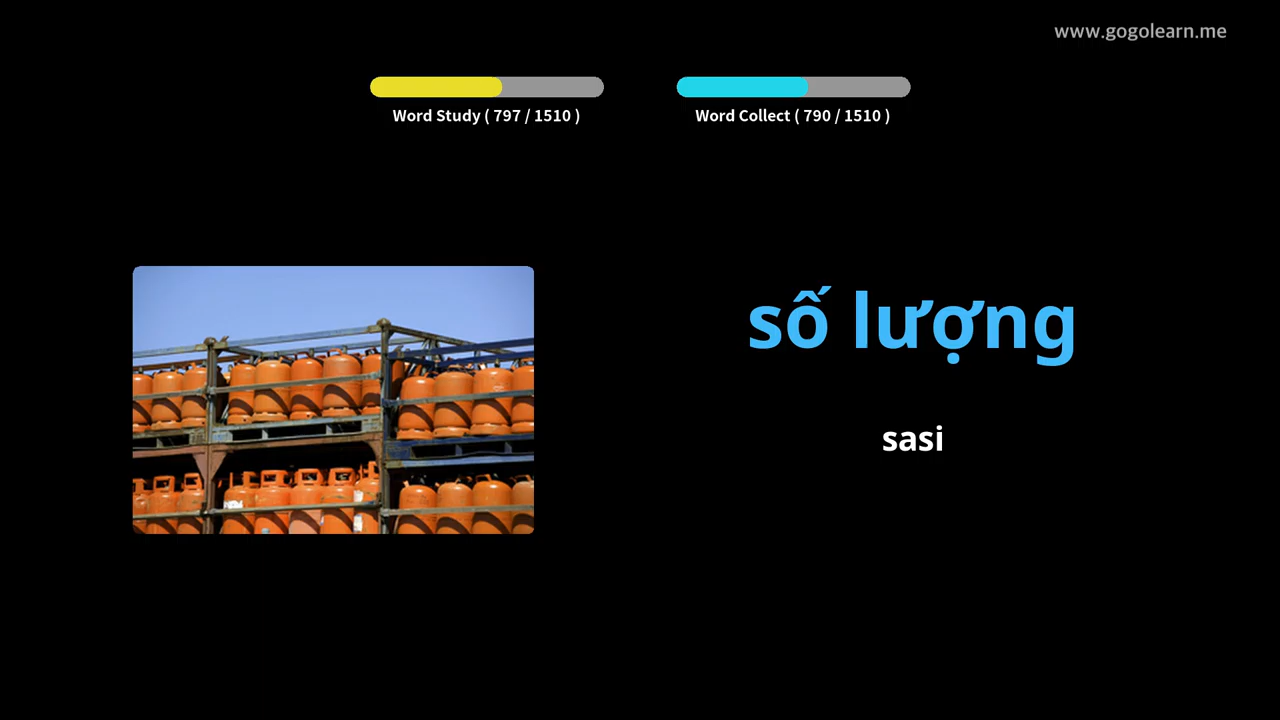 www.gogolearn.me
Word Study ( 797 / 1510 )
Word Collect ( 790 / 1510 )
số lượng
sasi